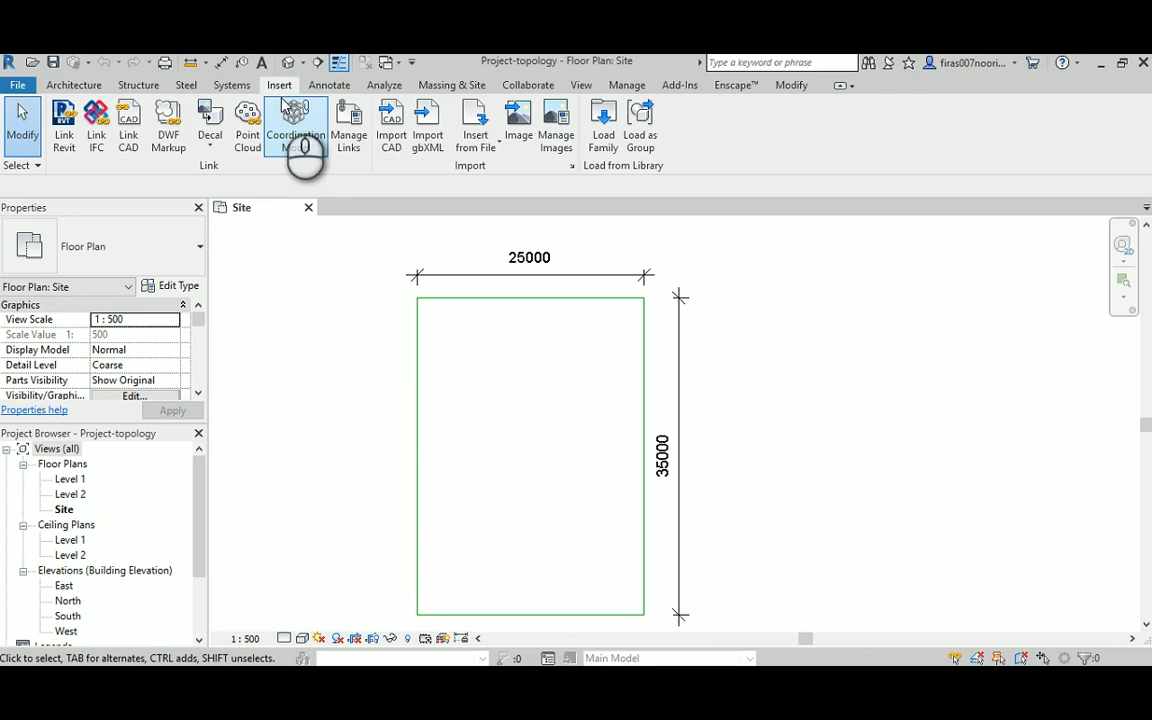 Project-topology - Floor Plan: Site
Type a keyword or phrase
firas007noori...
File Architecture Structure Steel Systems Insert Annotate Analyze Massing & Site Collaborate View Manage Add-Ins Enscape™ Modify
Modify
Link Revit
Link IFC
Link CAD
DWF Markup
Decal
Point Cloud
Coordination
Manage Links
Import CAD
Import gbXML
Insert from File
Image
Manage Images
Load Family
Load as Group
Select Link Import Load from Library
Properties
Site
Floor Plan
Floor Plan: Site
Edit Type
Graphics
View Scale 1 : 500
Scale Value 1: 500
Display Model Normal
Detail Level Coarse
Parts Visibility Show Original
Visibility/Graphi... Edit...
Properties help
Apply
Project Browser - Project-topology
Views (all)
Floor Plans
Level 1
Level 2
Site
Ceiling Plans
Level 1
Level 2
Elevations (Building Elevation)
East
North
South
West
25000
35000
1 : 500
Click to select, TAB for alternates, CTRL adds, SHIFT unselects.
:0
Main Model
:0